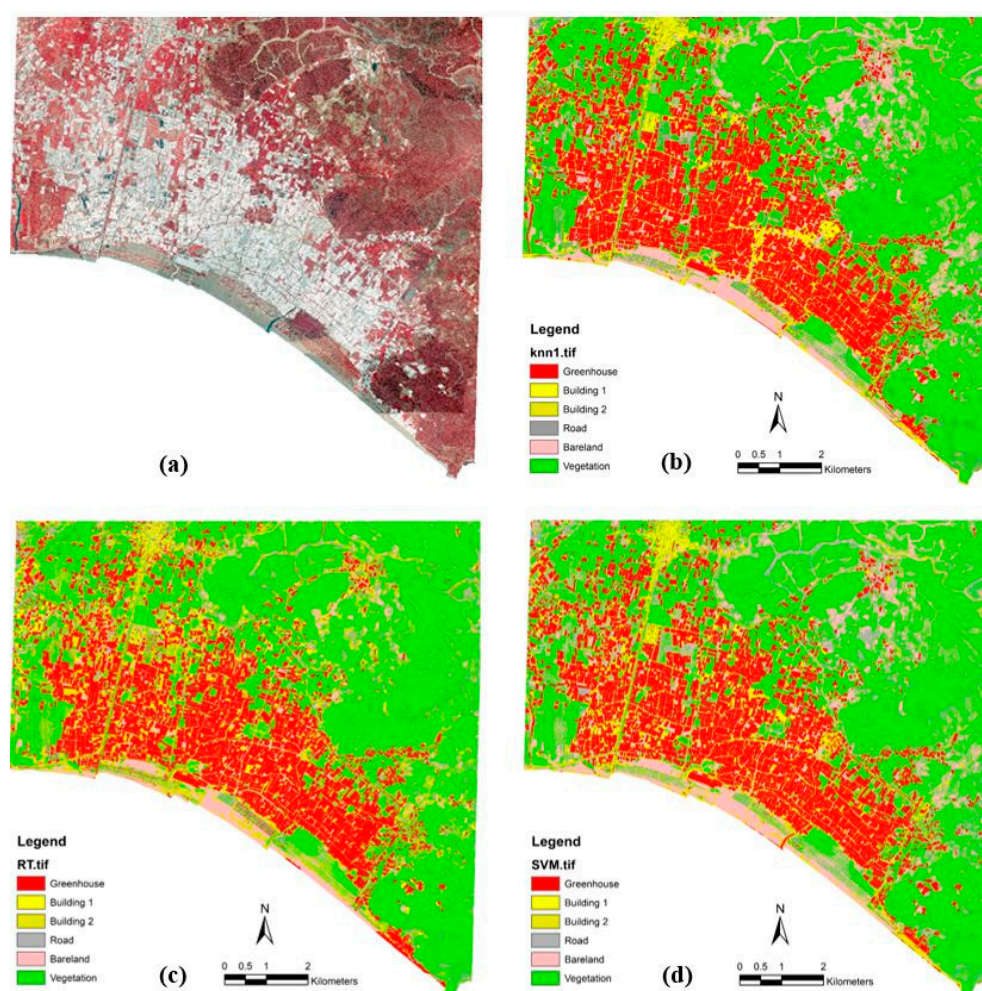 (a)
Legend
knn1.tif
Greenhouse
Building 1
Building 2
Road
Bareland
Vegetation
N
0 0.5 1 2
Kilometers
(b)
Legend
RT.tif
Greenhouse
Building 1
Building 2
Road
Bareland
Vegetation
N
0 0.5 1 2
Kilometers
(c)
Legend
SVM.tif
Greenhouse
Building 1
Building 2
Road
Bareland
Vegetation
N
0 0.5 1 2
Kilometers
(d)